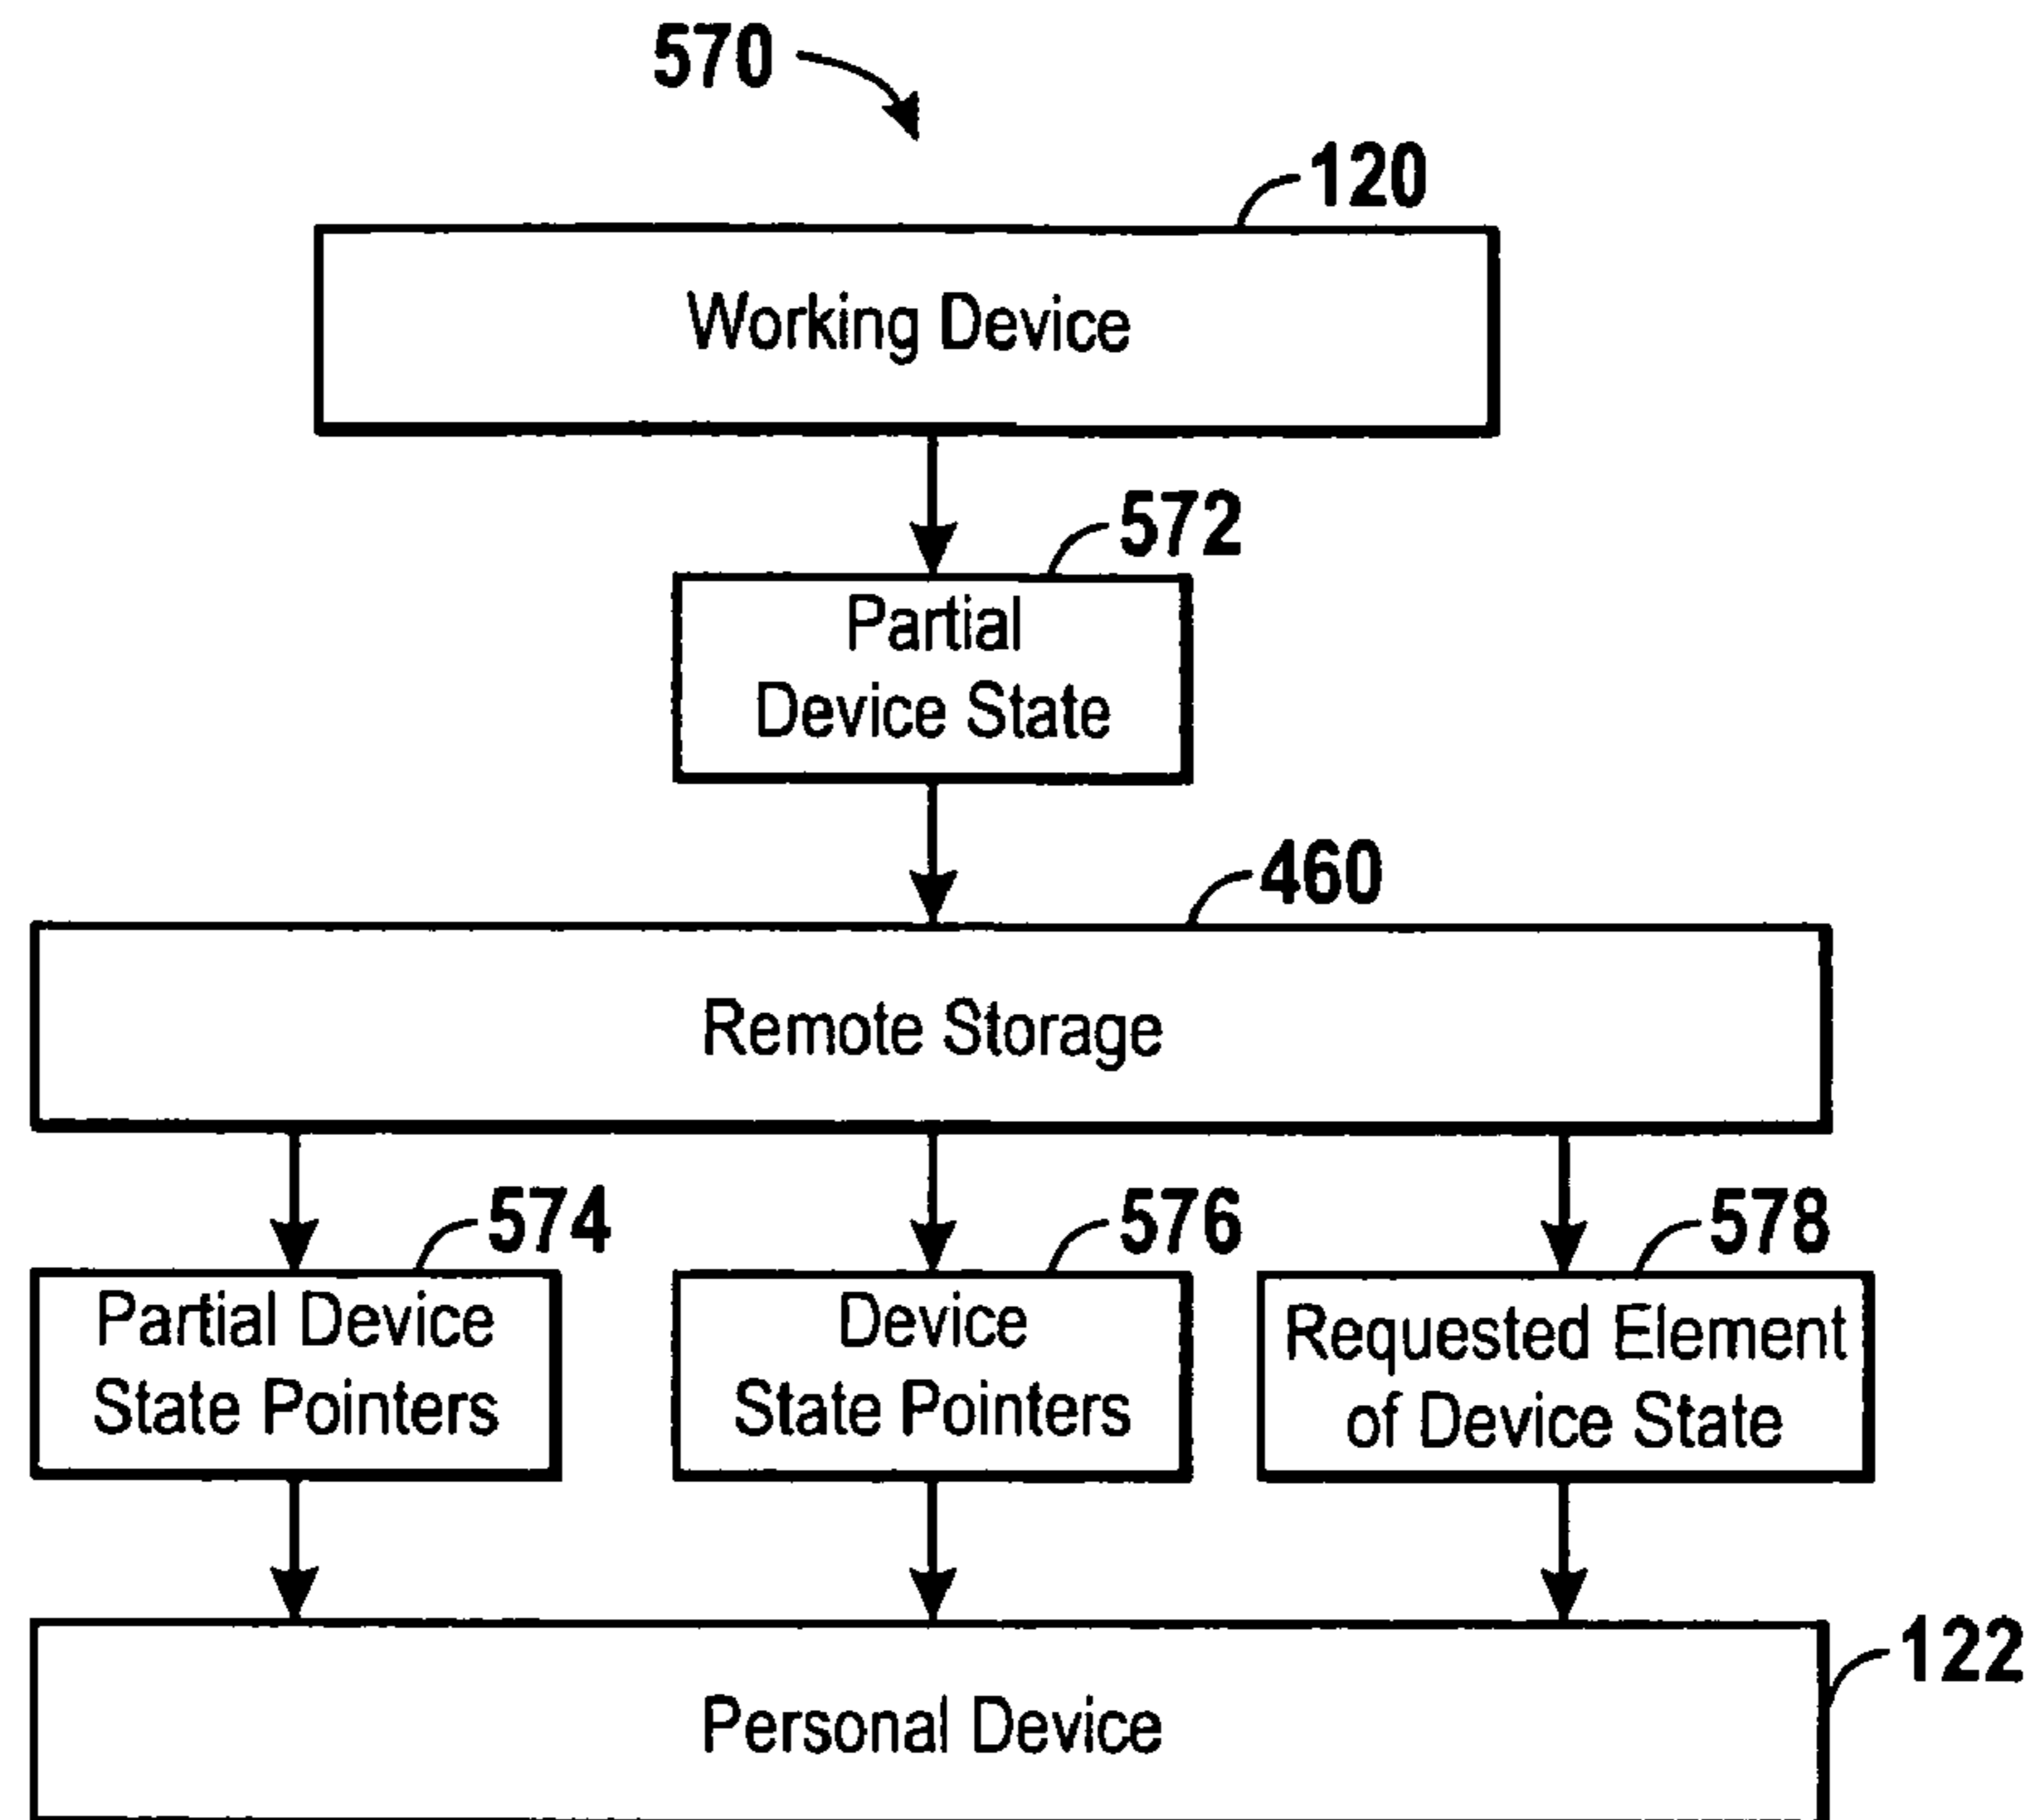 570
120
Working Device
572
Partial
Device State
460
Remote Storage
574
576
578
Partial Device
State Pointers
Device
State Pointers
Requested Element
of Device State
122
Personal Device